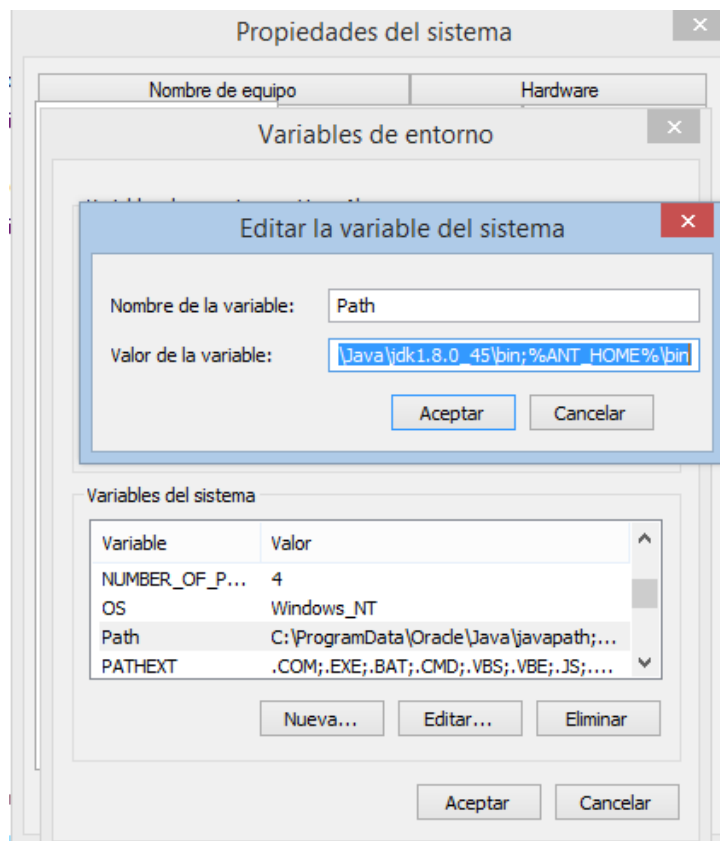 Propiedades del sistema
Nombre de equipo Hardware
Variables de entorno
Editar la variable del sistema
Nombre de la variable: Path
Valor de la variable: \Java\jdk1.8.0_45\bin;%ANT_HOME%\bin
Aceptar Cancelar
Variables del sistema
Variable Valor
NUMBER_OF_P... 4
OS Windows_NT
Path C:\ProgramData\Oracle\Java\javapath;...
PATHEXT .COM;.EXE;.BAT;.CMD;.VBS;.VBE;.JS;....
Nueva... Editar... Eliminar
Aceptar Cancelar